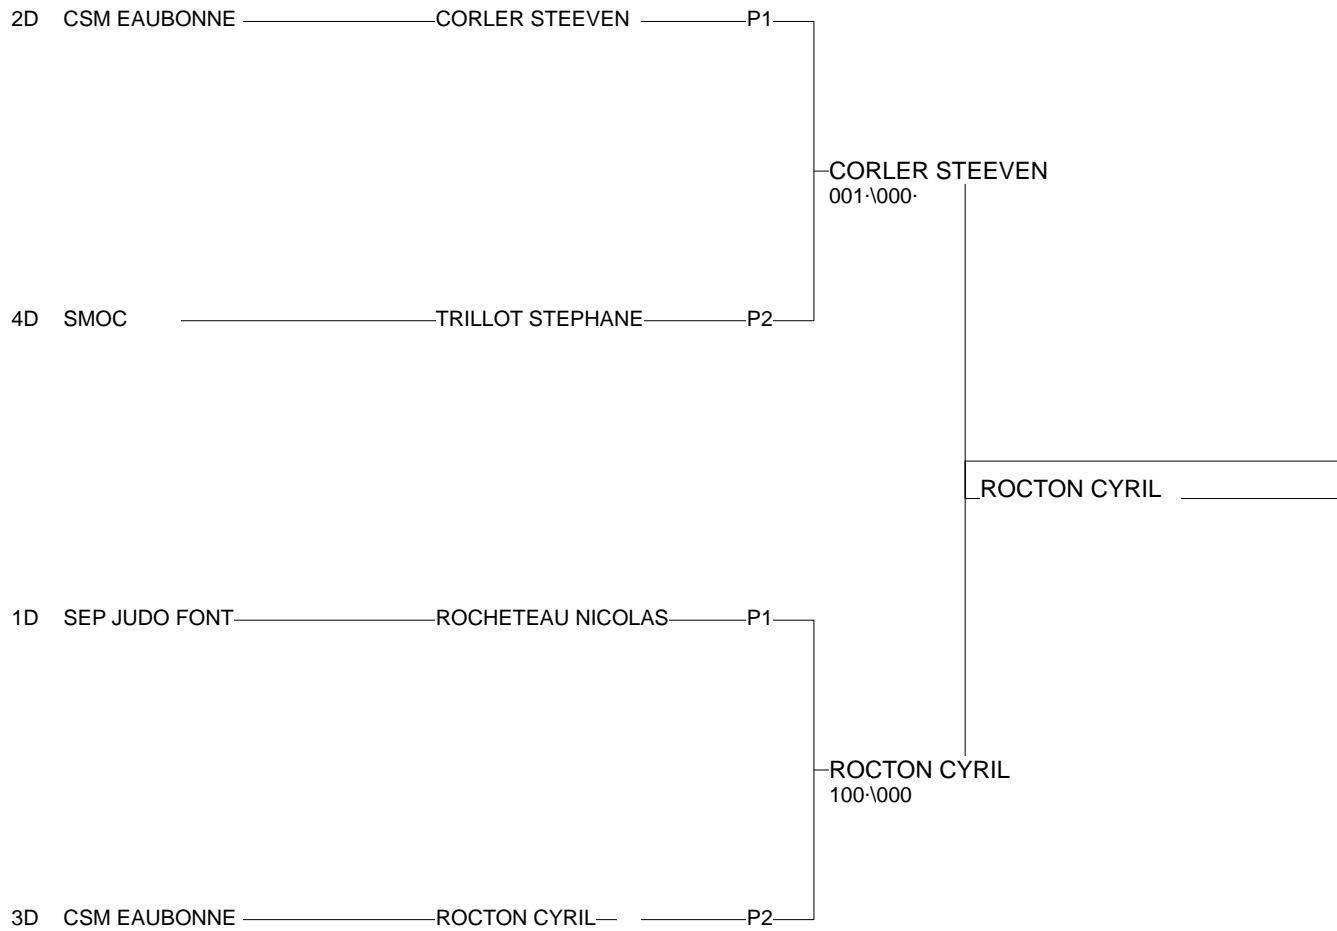 2D CSM EAUBONNE CORLER STEEVEN P1
CORLER STEEVEN
001·\000·
4D SMOC TRILLOT STEPHANE P2
ROCTON CYRIL
1D SEP JUDO FONT ROCHETEAU NICOLAS P1
ROCTON CYRIL
100·\000
3D CSM EAUBONNE ROCTON CYRIL P2